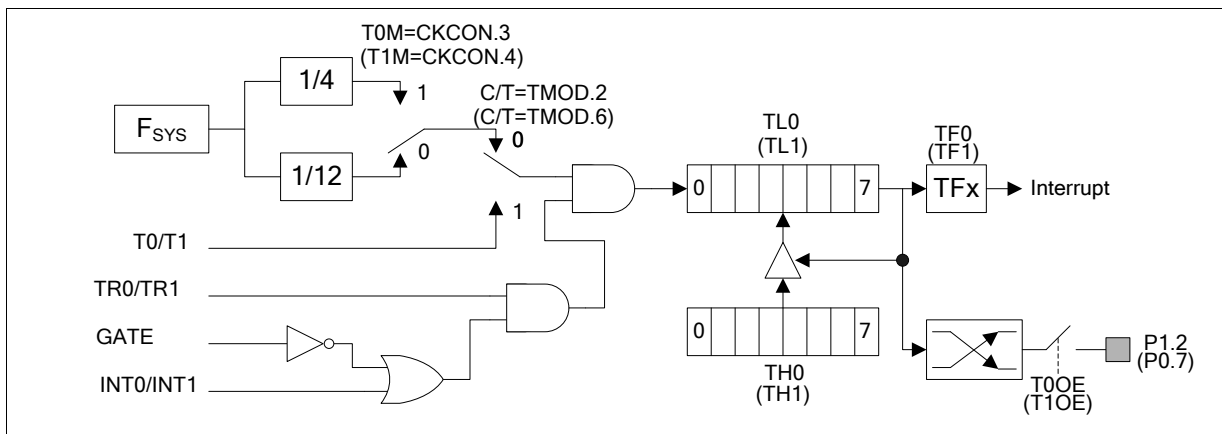 T0M=CKCON.3
(T1M=CKCON.4)
1/4
1
C/T=TMOD.2
(C/T=TMOD.6)
FSYS
0
0
1/12
1
T0/T1
TR0/TR1
GATE
INT0/INT1
TL0
(TL1)
0 7
TF0
(TF1)
TFx
Interrupt
0 7
TH0
(TH1)
P1.2
(P0.7)
T0OE
(T1OE)